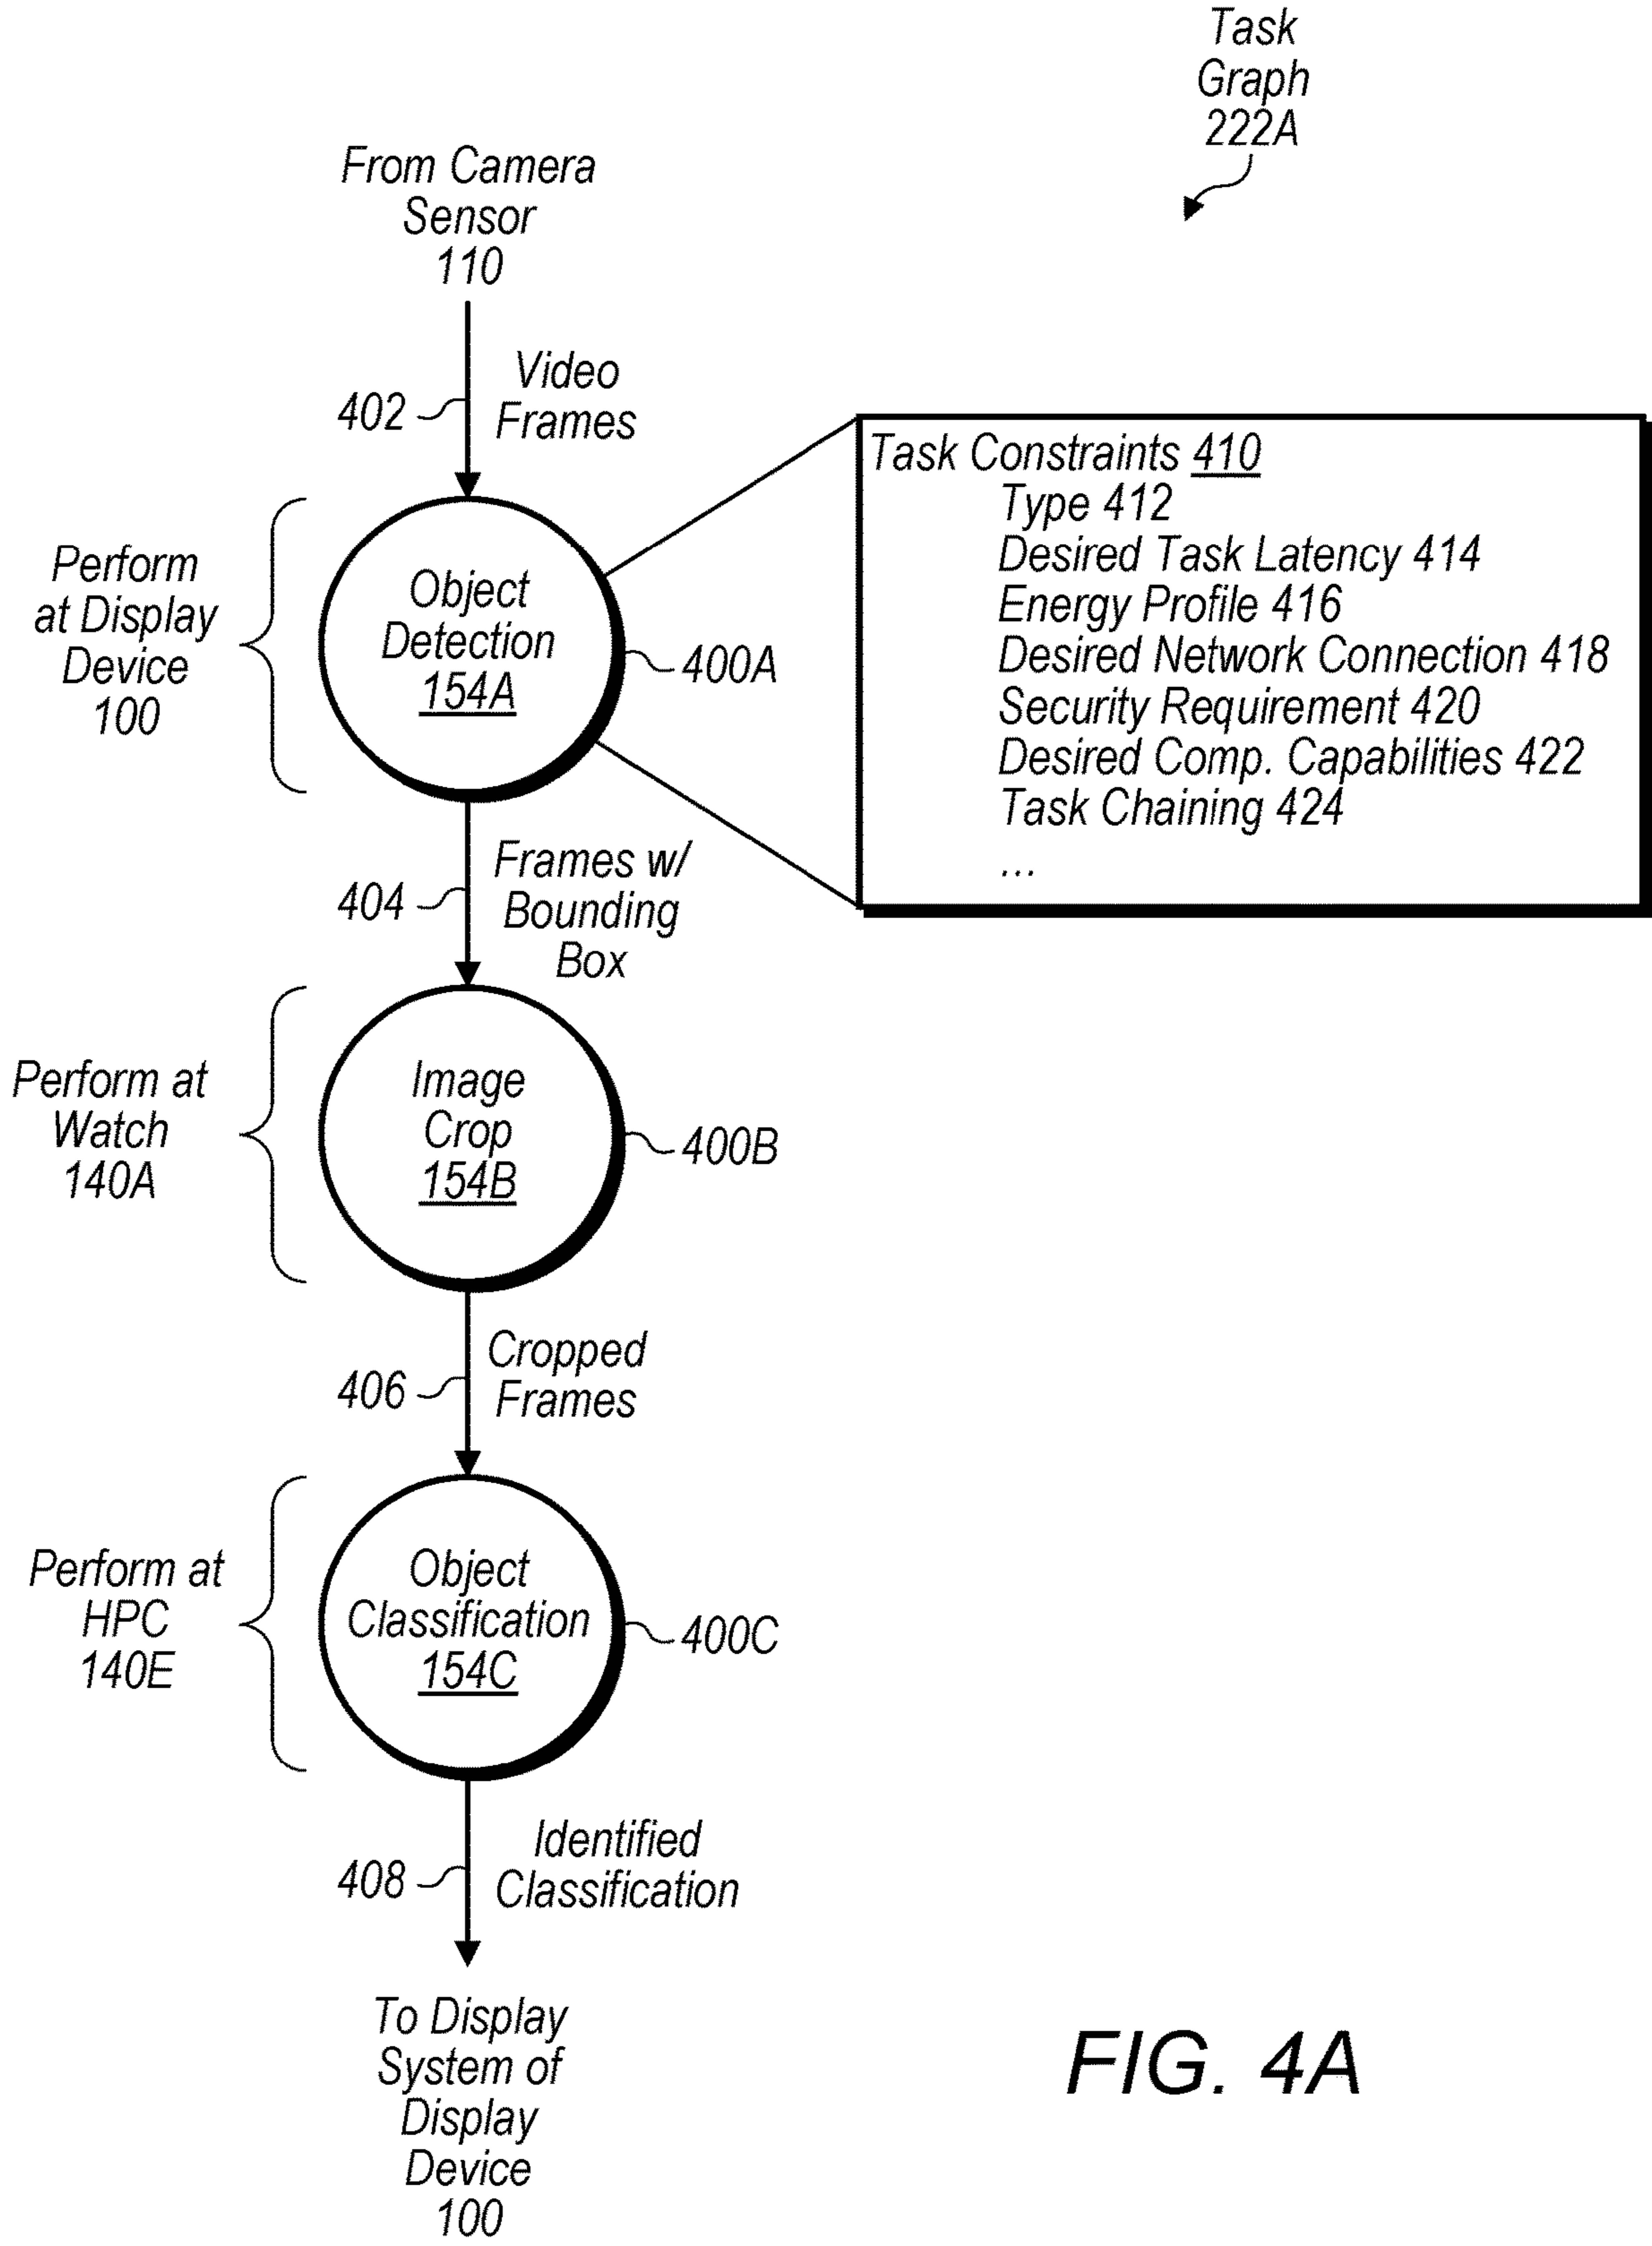 Task
Graph
222A
From Camera
Sensor
110
Video
Frames
402
Task Constraints 410
Type 412
Desired Task Latency 414
Energy Profile 416
Desired Network Connection 418
Security Requirement 420
Desired Comp. Capabilities 422
Task Chaining 424
...
Perform
at Display
Device
100
Object
Detection
154A
400A
404
Frames w/
Bounding
Box
Perform at
Watch
140A
Image
Crop
154B
400B
406
Cropped
Frames
Perform at
HPC
140E
Object
Classification
154C
400C
408
Identified
Classification
To Display
System of
Display
Device
100
FIG. 4A